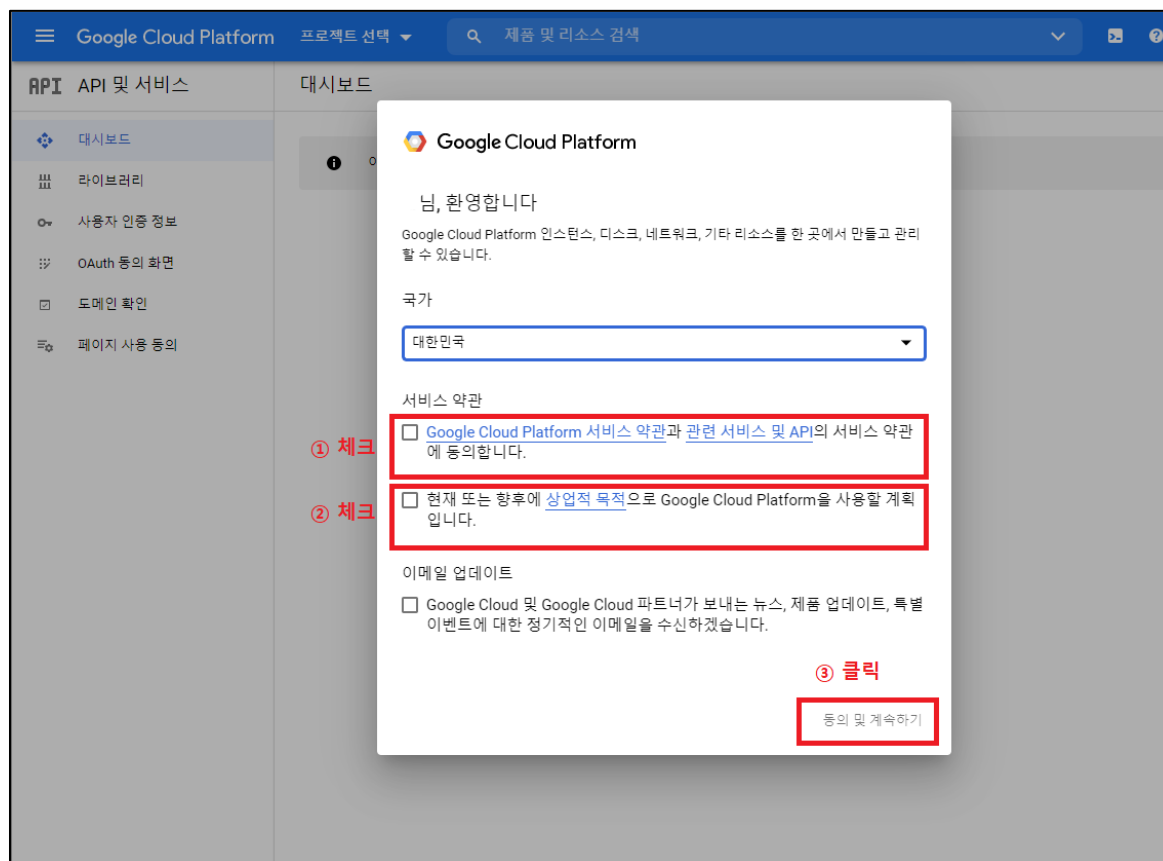 Google Cloud Platform 프로젝트 선택 제품 및 리소스 검색
API API 및 서비스 대시보드
대시보드
라이브러리
사용자 인증 정보
OAuth 동의 화면
도메인 확인
페이지 사용 동의
Google Cloud Platform
님, 환영합니다
Google Cloud Platform 인스턴스, 디스크, 네트워크, 기타 리소스를 한 곳에서 만들고 관리
할 수 있습니다.
국가
대한민국
서비스 약관
① 체크
Google Cloud Platform 서비스 약관과 관련 서비스 및 API의 서비스 약관
에 동의합니다.
② 체크
현재 또는 향후에 상업적 목적으로 Google Cloud Platform을 사용할 계획
입니다.
이메일 업데이트
Google Cloud 및 Google Cloud 파트너가 보내는 뉴스, 제품 업데이트, 특별
이벤트에 대한 정기적인 이메일을 수신하겠습니다.
③ 클릭
동의 및 계속하기